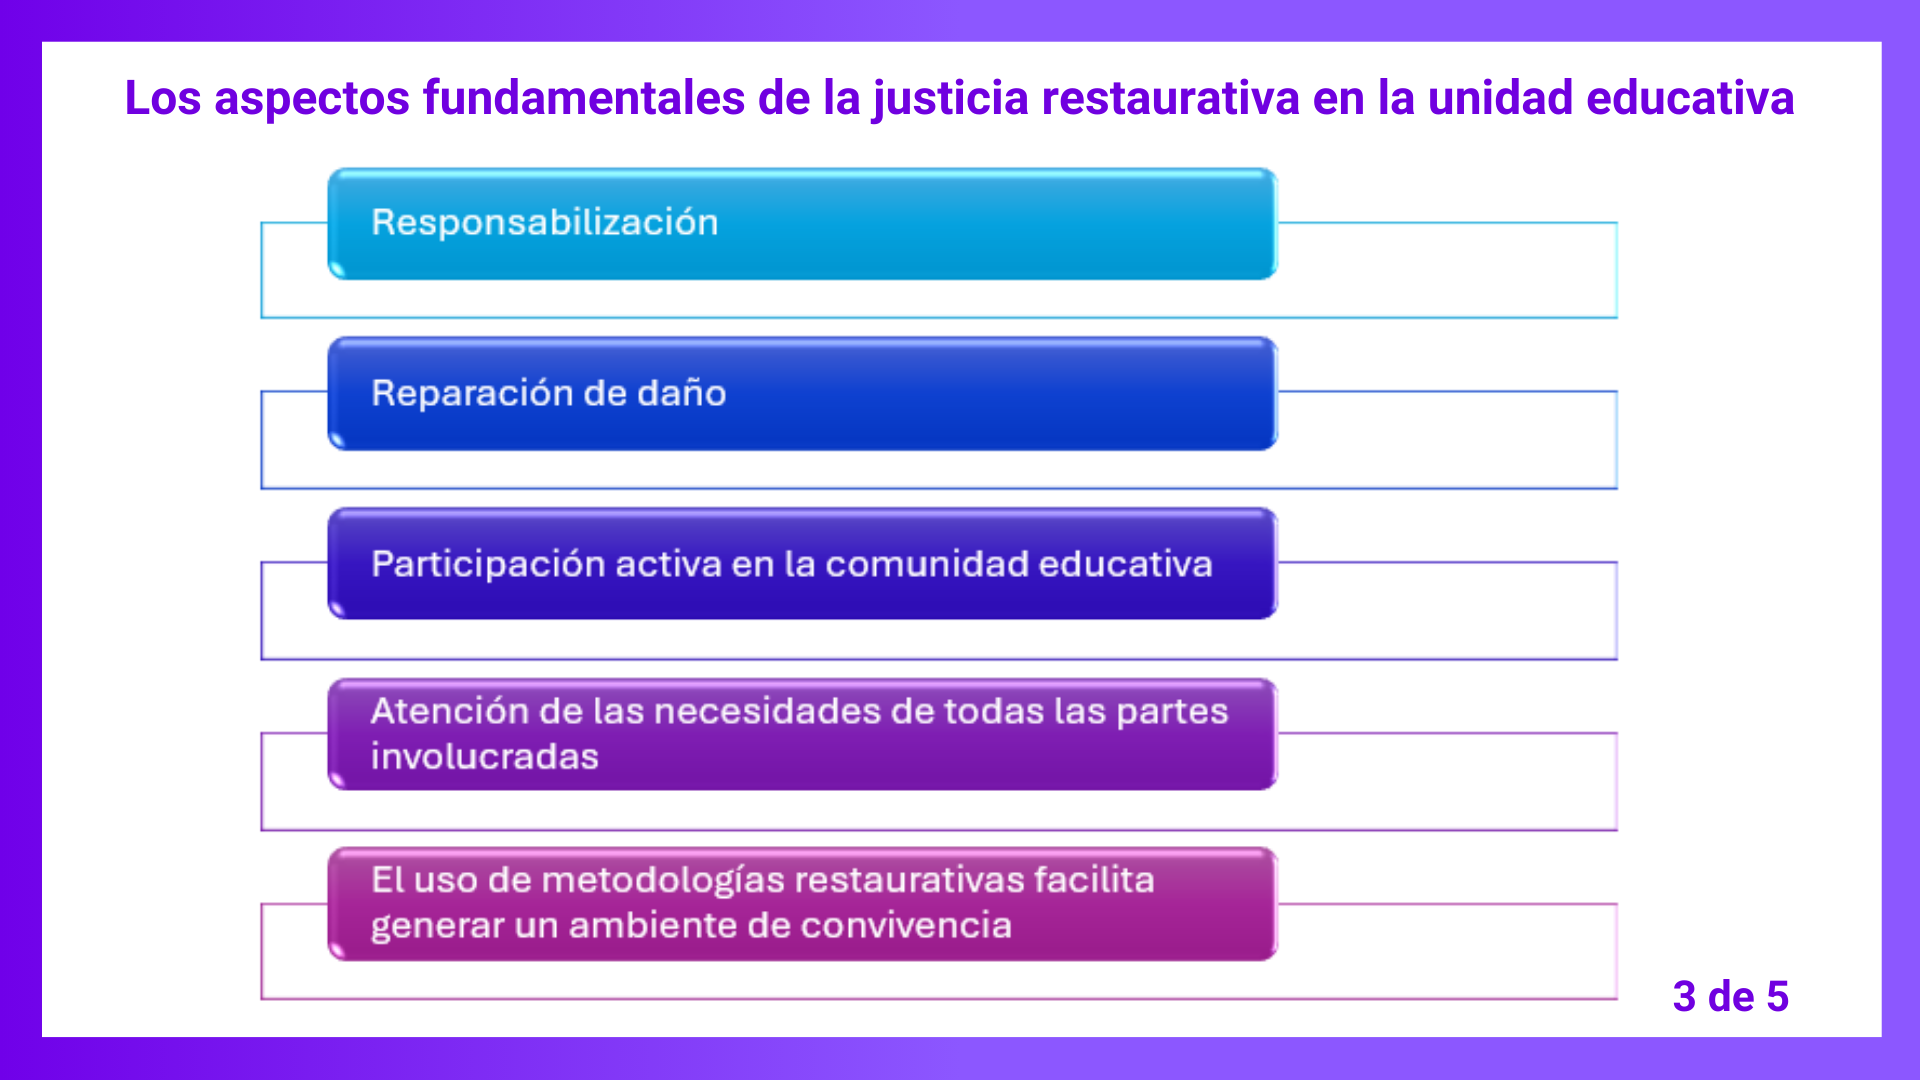 Los aspectos fundamentales de la justicia restaurativa en la unidad educativa
Responsabilización
Reparación de daño
Participación activa en la comunidad educativa
Atención de las necesidades de todas las partes
involucradas
El uso de metodologías restaurativas facilita
generar un ambiente de convivencia
3 de 5